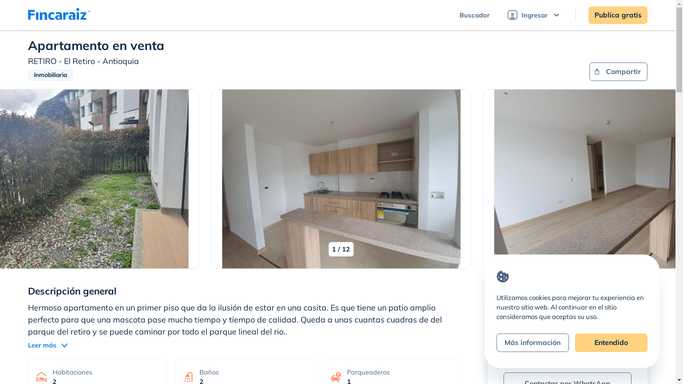 Fincaraiz
Buscador
Ingresar
Publica gratis
Apartamento en venta
RETIRO - El Retiro - Antioquia
Inmobiliaria
Compartir
1 / 12
Descripción general
Hermoso apartamento en un primer piso que da la ilusión de estar en una casita. Es que tiene un patio amplio
perfecto para que una mascota pase mucho tiempo y tiempo de calidad. Queda a unas cuantas cuadras de del
parque del retiro y se puede caminar por todo el parque lineal del rio..
Leer más
Habitaciones
2
Baños
2
Parqueaderos
1
Utilizamos cookies para mejorar tu experiencia en
nuestro sitio web. Al continuar en el sitio
consideramos que aceptas su uso.
Más información
Entendido
Contactar por WhatsApp